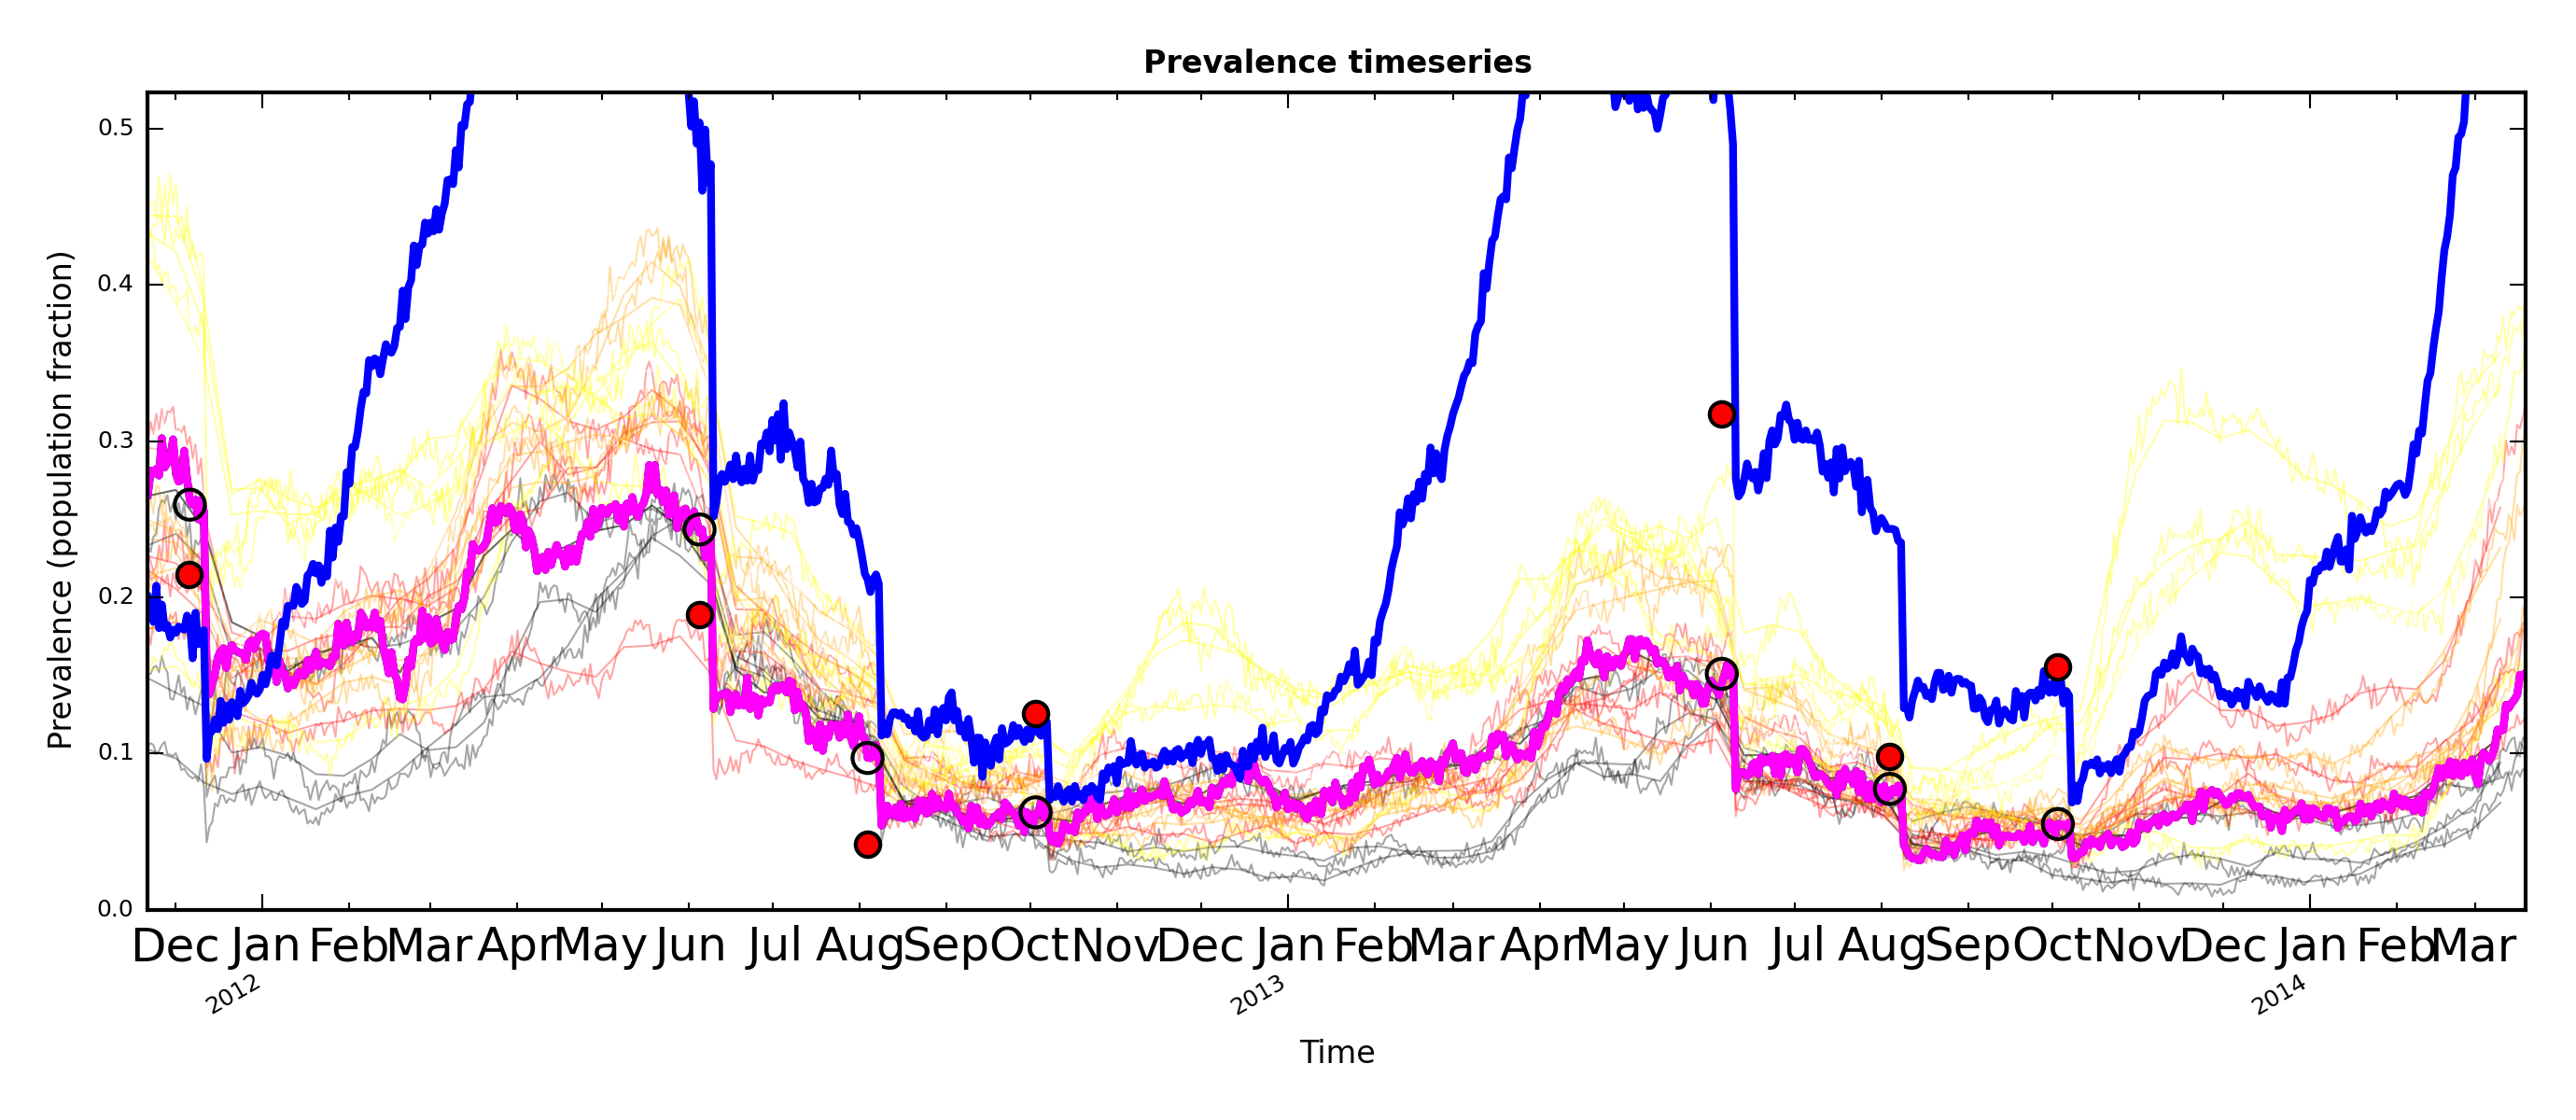 Prevalence timeseries
Prevalence (population fraction)
0.5
0.4
0.3
0.2
0.1
0.0
Dec Jan Feb Mar Apr May Jun Jul Aug Sep Oct Nov Dec Jan Feb Mar Apr May Jun Jul Aug Sep Oct Nov Dec Jan Feb Mar
2012 2013 2014
Time